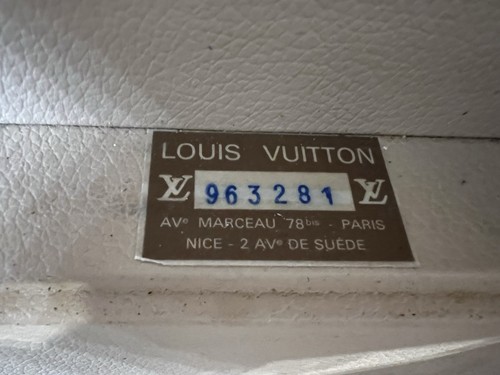 LOUIS VUITTON
LV 963281 LV
AVe MARCEAU 78bis - PARIS
NICE - 2 AVe DE SUÈDE